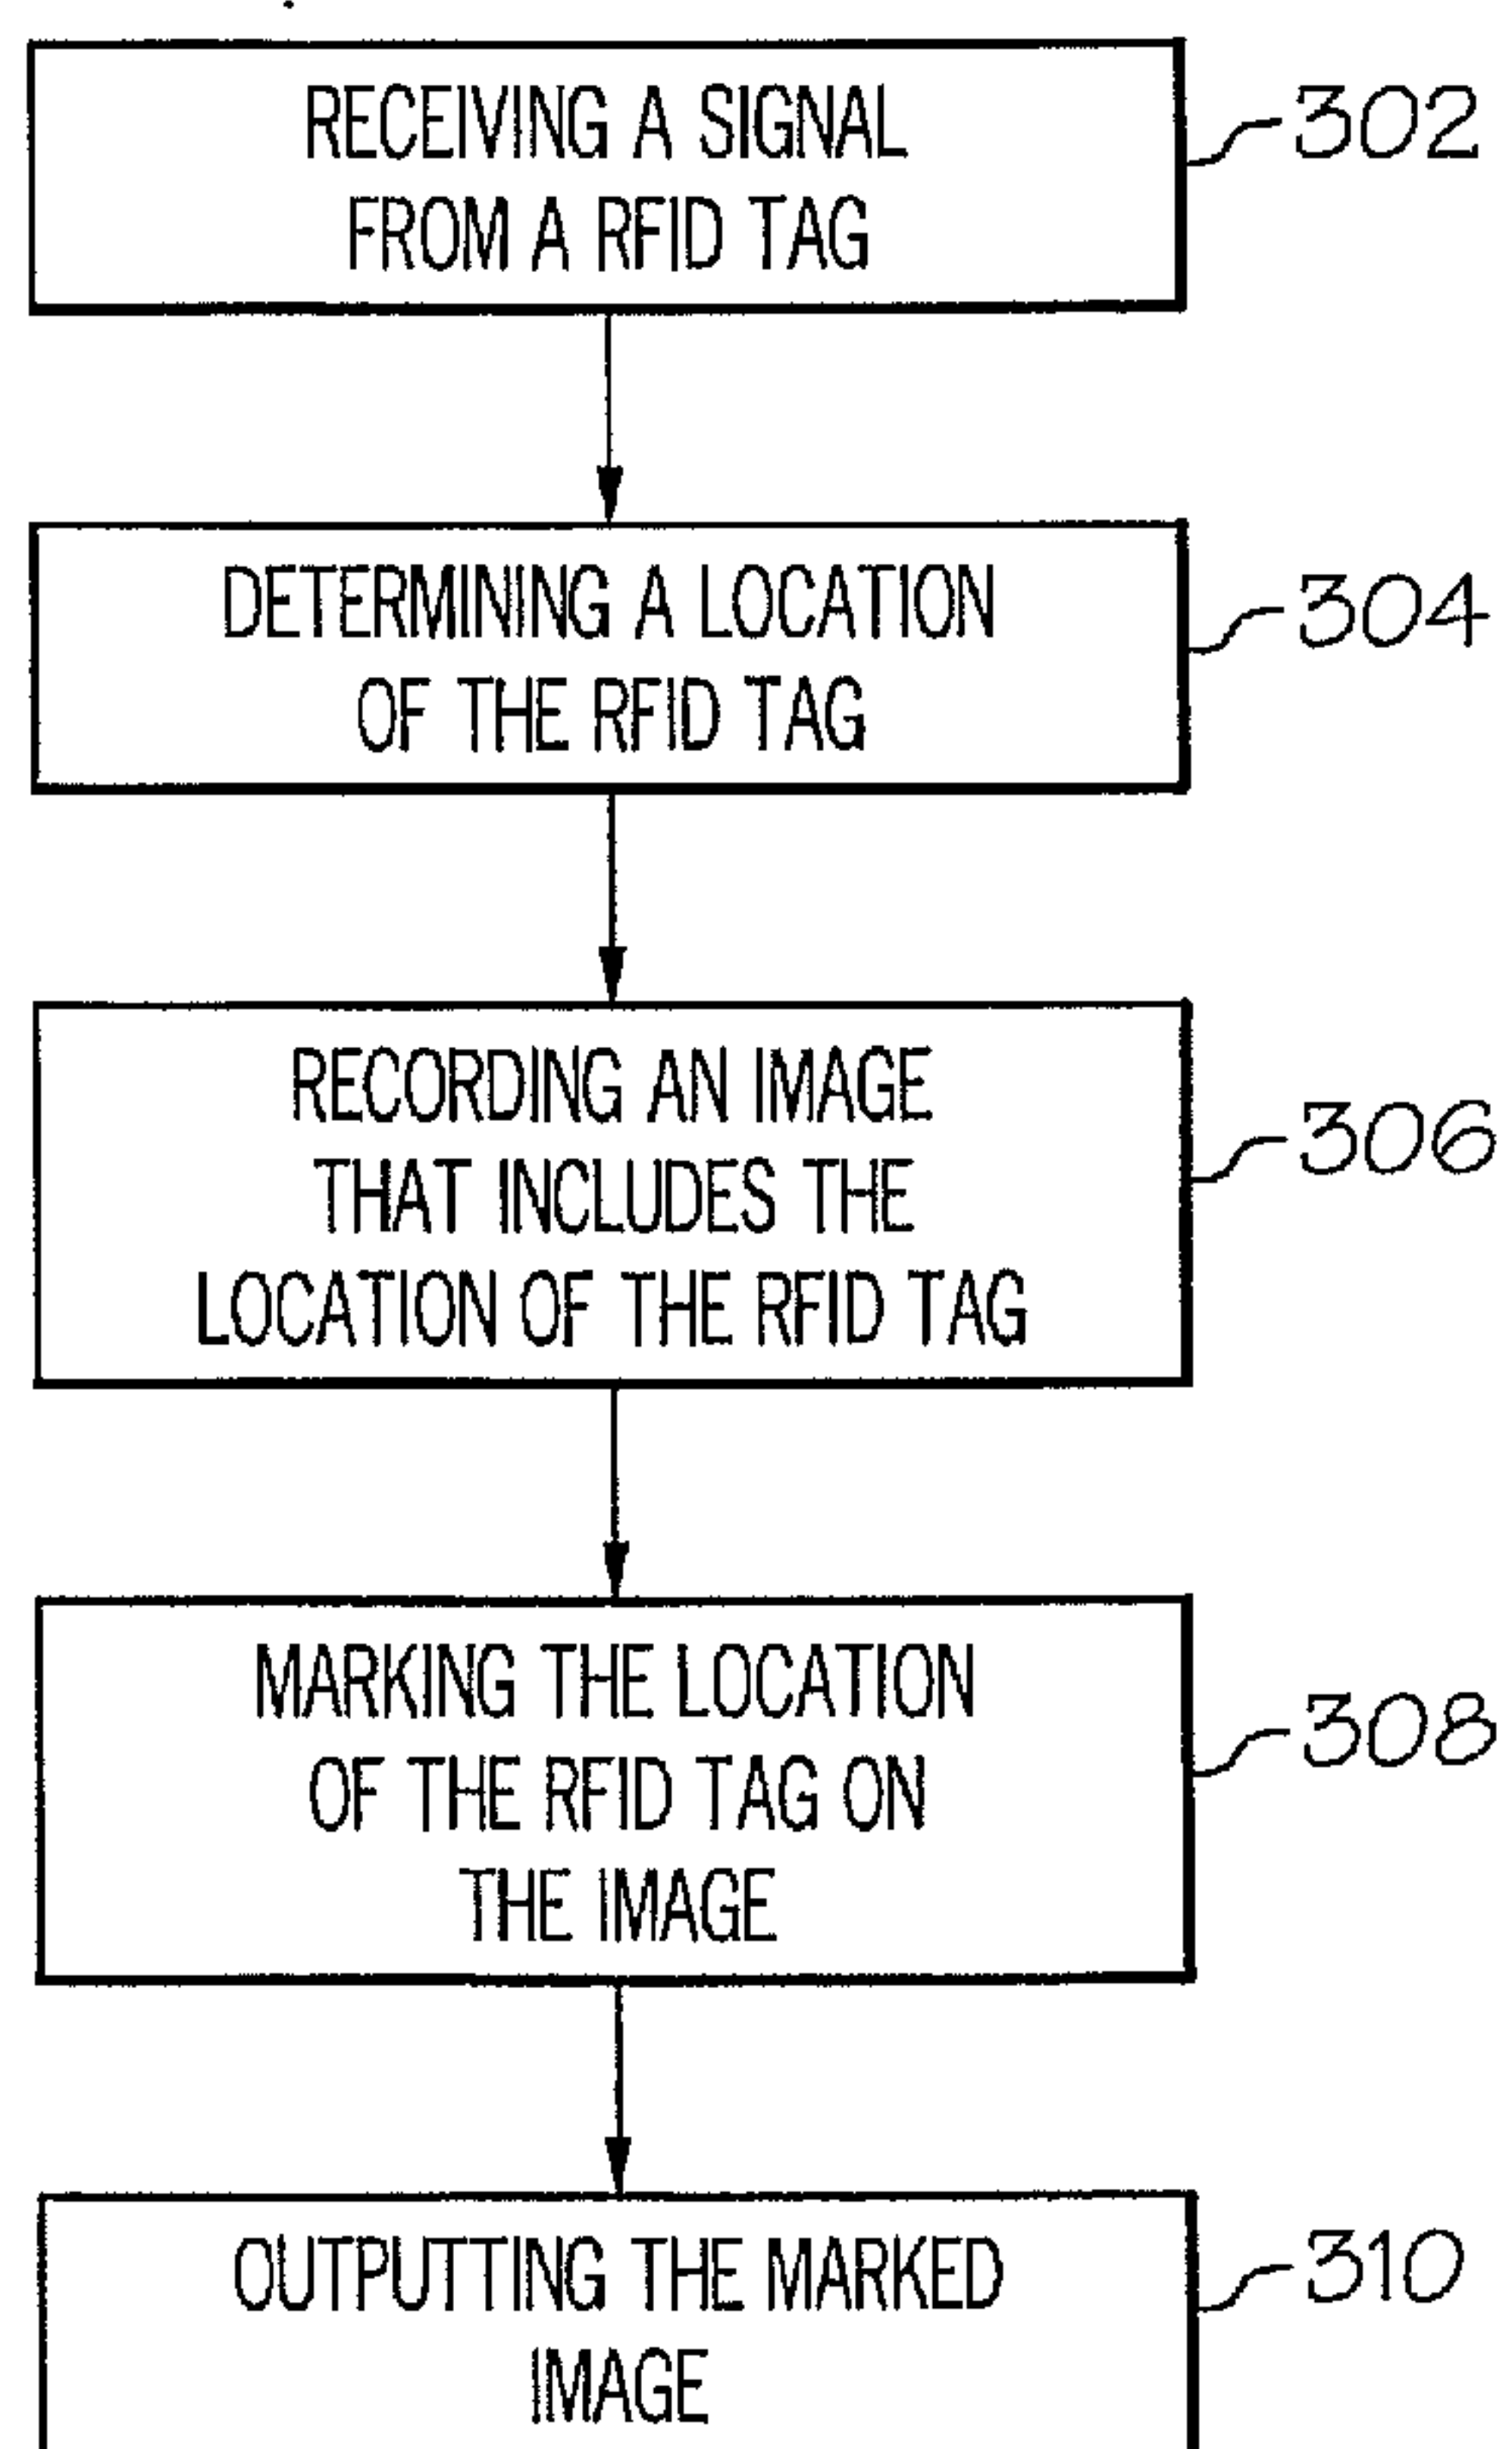 RECEIVING A SIGNAL
FROM A RFID TAG
302
DETERMINING A LOCATION
OF THE RFID TAG
304
RECORDING AN IMAGE
THAT INCLUDES THE
LOCATION OF THE RFID TAG
306
MARKING THE LOCATION
OF THE RFID TAG ON
THE IMAGE
308
OUTPUTTING THE MARKED
IMAGE
310